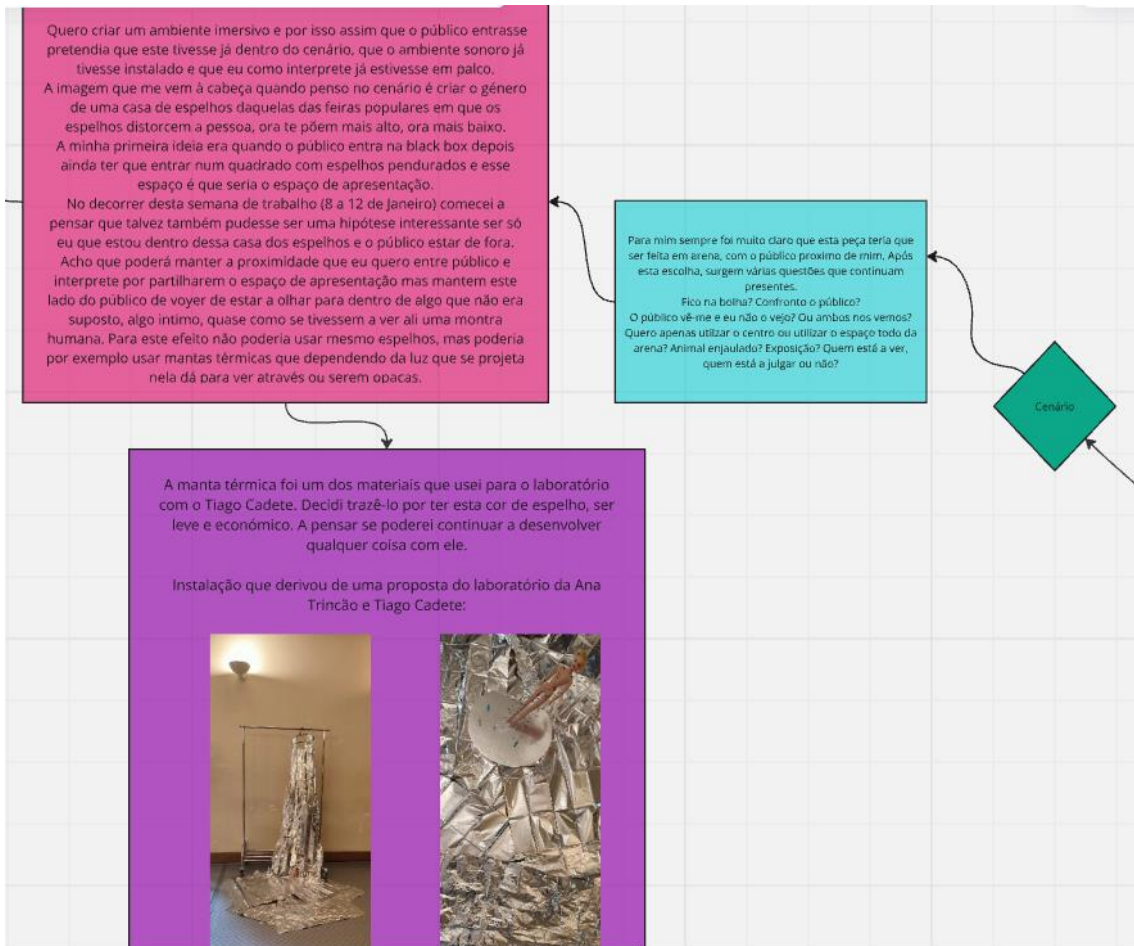 Quero criar um ambiente imersivo e por isso assim que o público entrasse
pretendia que este tivesse já dentro do cenário, que o ambiente sonoro já
tivesse instalado e que eu como interprete já estivesse em palco.
A imagem que me vem à cabeça quando penso no cenário é criar o género
de uma casa de espelhos daquelas das feiras populares em que os
espelhos distorcem a pessoa, ora te põem mais alto, ora mais baixo.
A minha primeira ideia era quando o público entra na black box depois
ainda ter que entrar num quadrado com espelhos pendurados e esse
espaço é que seria o espaço de apresentação.
No decorrer desta semana de trabalho (8 a 12 de Janeiro) comecei a
pensar que talvez também pudesse ser uma hipótese interessante ser só
eu que estou dentro dessa casa dos espelhos e o público estar de fora.
Acho que poderá manter a proximidade que eu quero entre público e
interprete por partilharem o espaço de apresentação mas mantem este
lado do público de voyer de estar a olhar para dentro de algo que não era
suposto, algo intimo, quase como se tivessem a ver ali uma montra
humana. Para este efeito não poderia usar mesmo espelhos, mas poderia
por exemplo usar mantas térmicas que dependendo da luz que se projeta
nela dá para ver através ou serem opacas.
Para mim sempre foi muito claro que esta peça teria que
ser feita em arena, com o público proximo de mim. Após
esta escolha, surgem várias questões que continuam
presentes.
Fico na bolha? Confronto o público?
O público vê-me e eu não o vejo? Ou ambos nos vemos?
Quero apenas utilzar o centro ou utilizar o espaço todo da
arena? Animal enjaulado? Exposição? Quem está a ver,
quem está a julgar ou não?
Cenário
A manta térmica foi um dos materiais que usei para o laboratório
com o Tiago Cadete. Decidi trazê-lo por ter esta cor de espelho, ser
leve e económico. A pensar se poderei continuar a desenvolver
qualquer coisa com ele.
Instalação que derivou de uma proposta do laboratório da Ana
Trincão e Tiago Cadete: